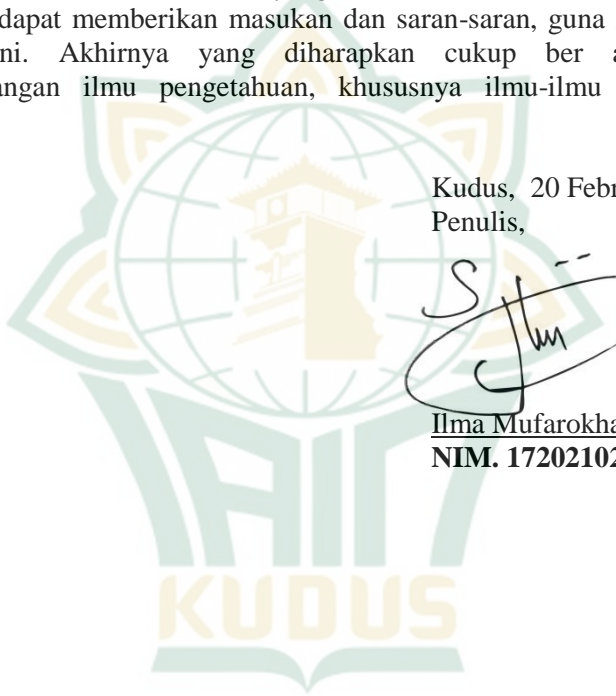 dapat memberikan masukan dan saran-saran, guna
ni. Akhirnya yang diharapkan cukup ber
angan ilmu pengetahuan, khususnya ilmu-ilmu
Kudus, 20 Febr
Penulis,
Ilma Mufarokha
NIM. 17202102
IAIN
KUDUS